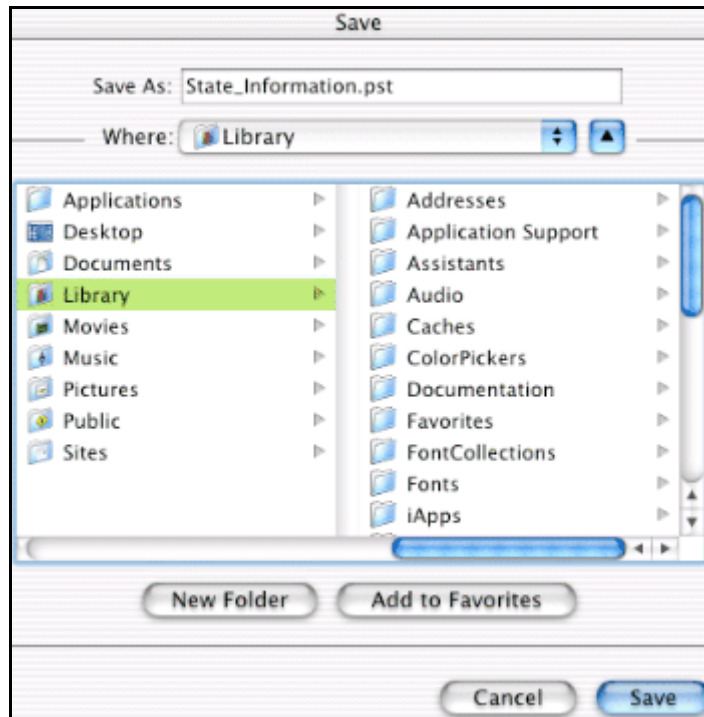 Save
Save As: State_Information.pst
Where: Library
Applications
Desktop
Documents
Library
Movies
Music
Pictures
Public
Sites
Addresses
Application Support
Assistants
Audio
Caches
ColorPickers
Documentation
Favorites
FontCollections
Fonts
iApps
New Folder
Add to Favorites
Cancel
Save